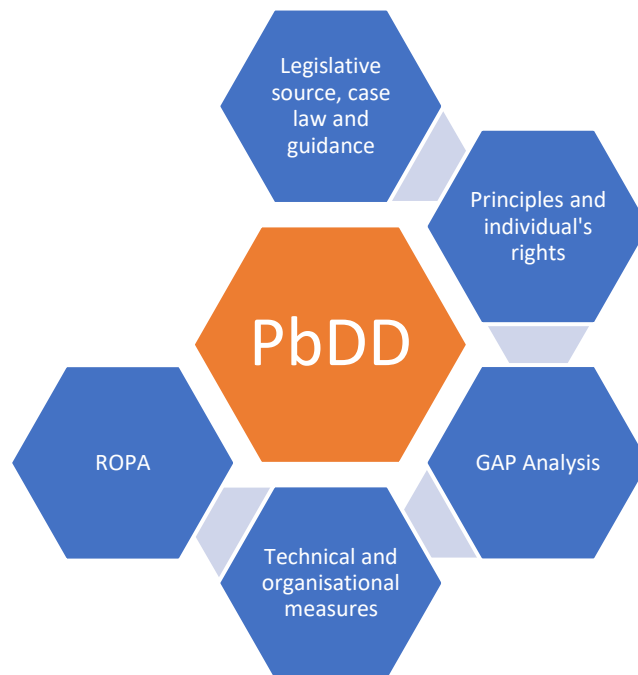 Legislative
source, case
law and
guidance
Principles and
individual's
rights
PbDD
GAP Analysis
Technical and
organisational
measures
ROPA